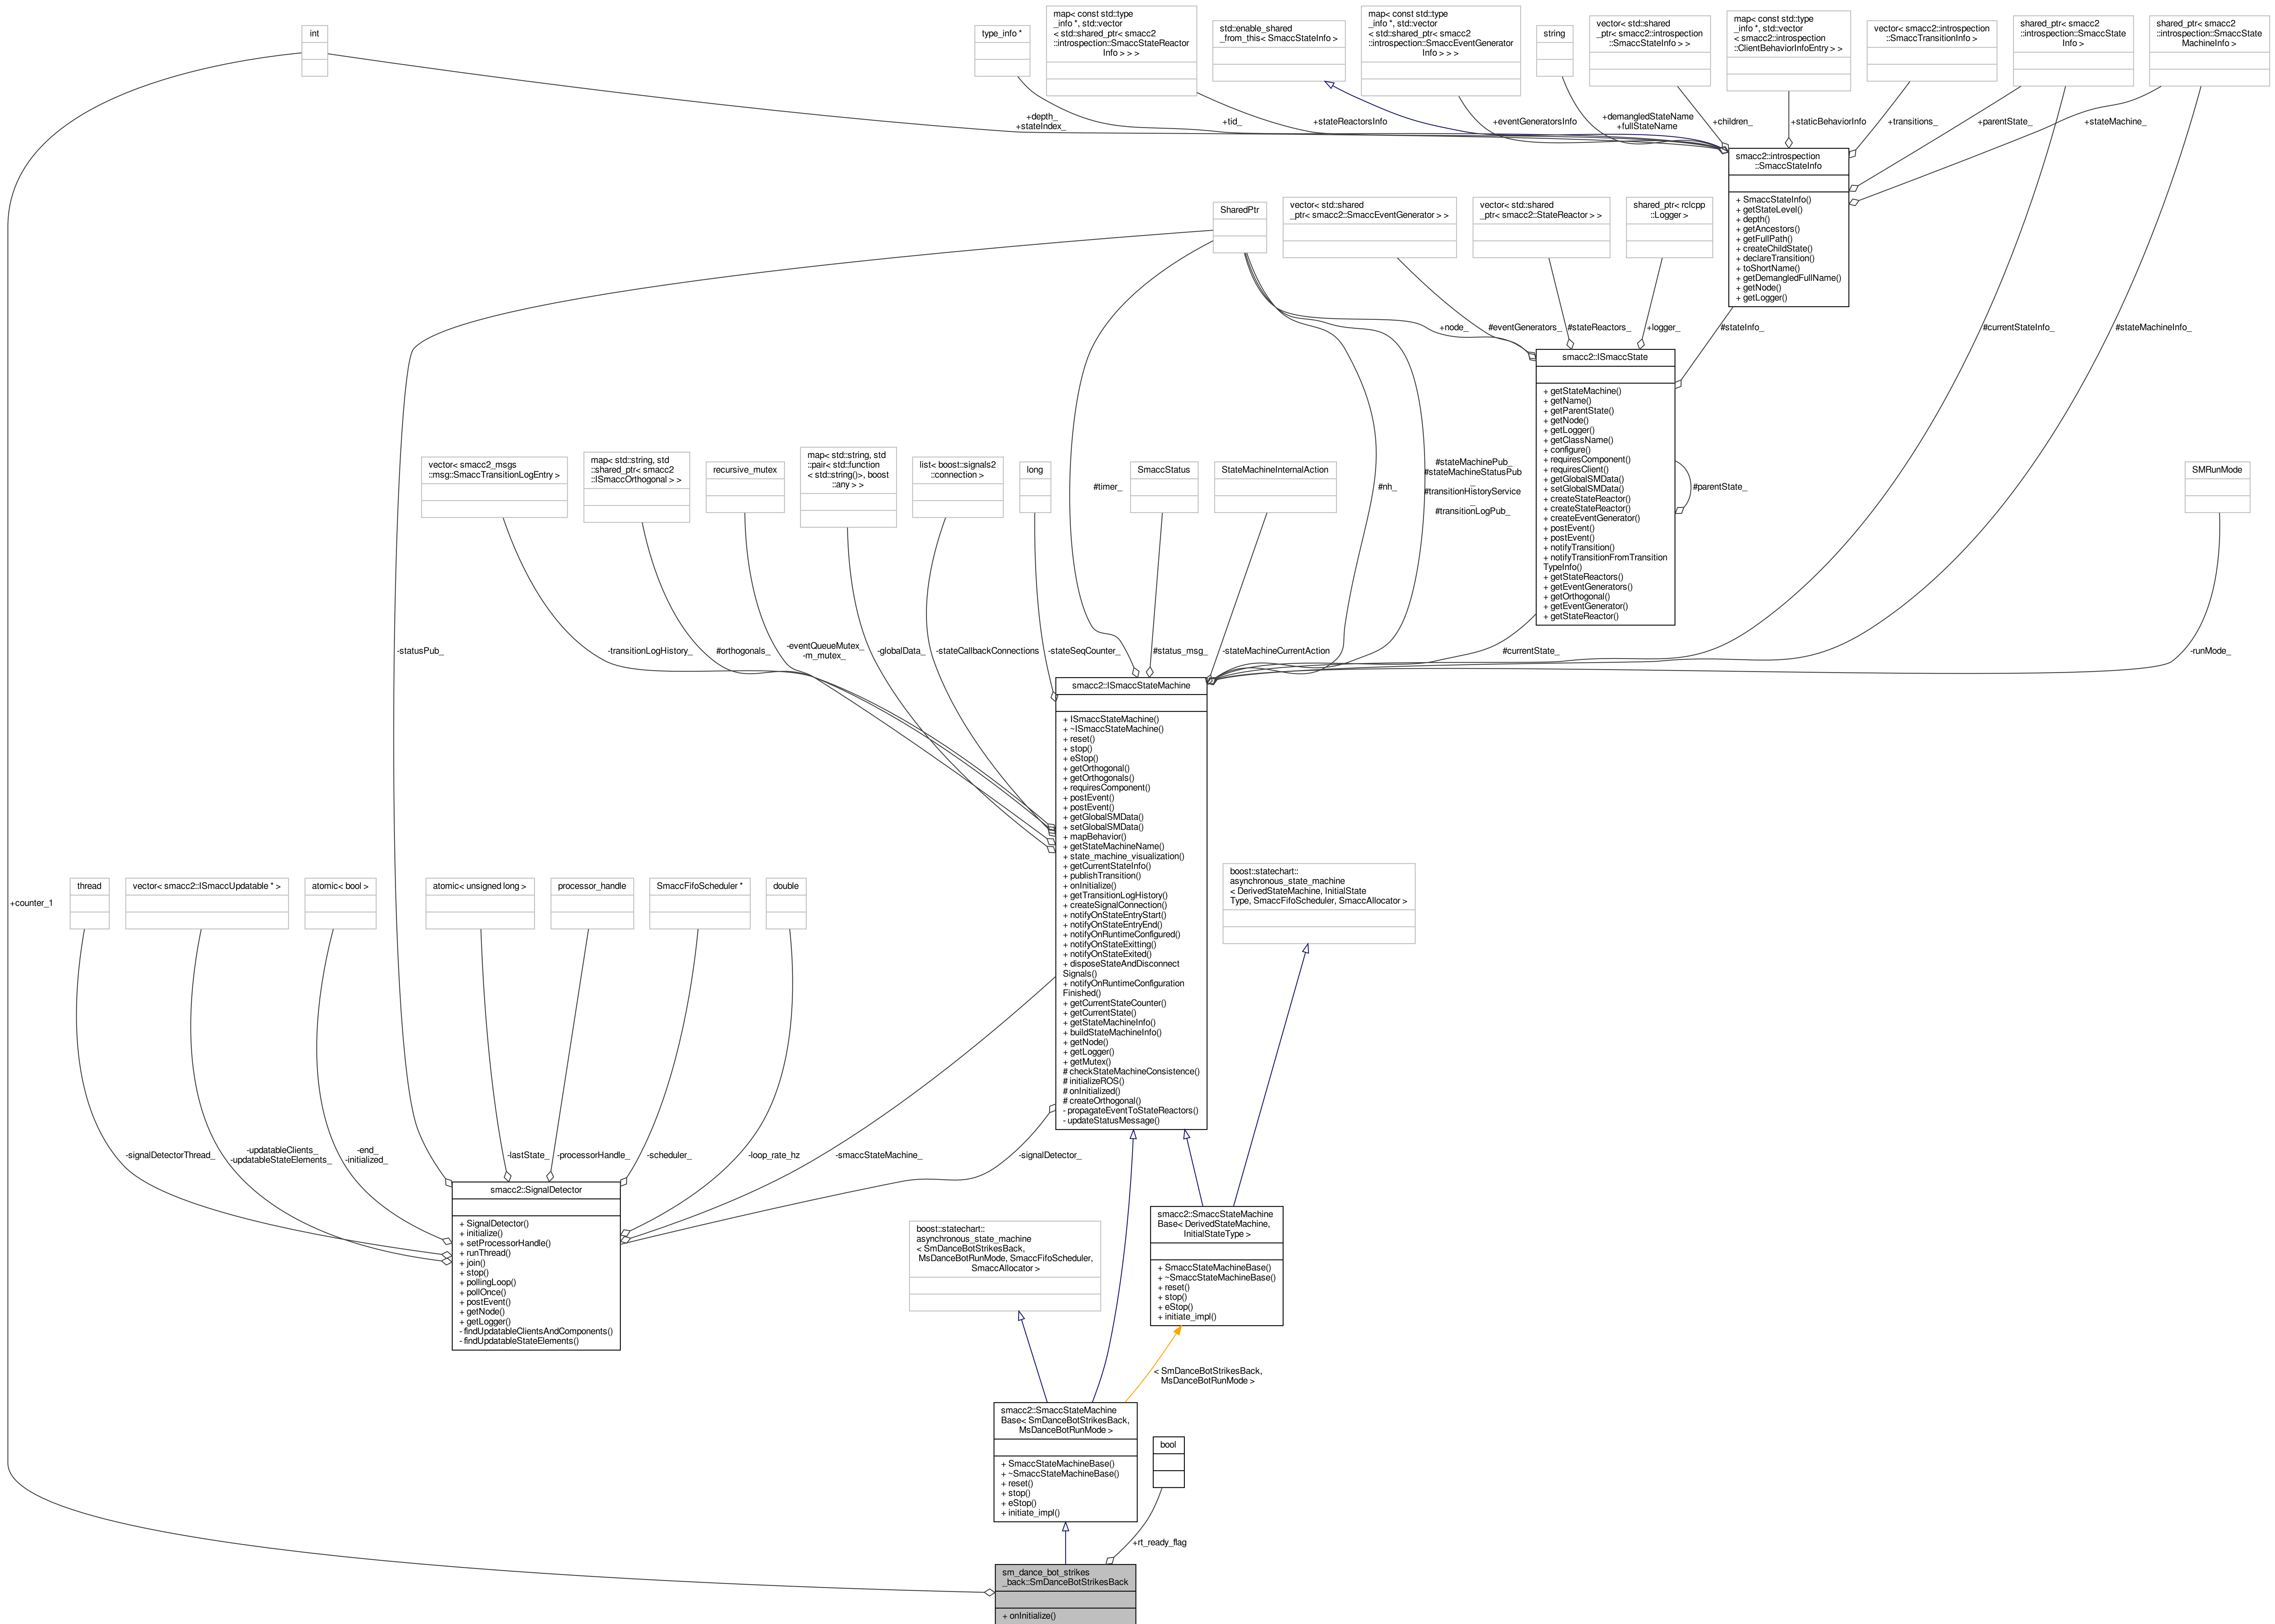 int
type_info *
map< const std::type
_info *, std::vector
< std::shared_ptr< smacc2
::introspection::SmaccStateReactor
Info > > >
std::enable_shared
_from_this< SmaccStateInfo >
map< const std::type
_info *, std::vector
< std::shared_ptr< smacc2
::introspection::SmaccEventGenerator
Info > > >
string
vector< std::shared
_ptr< smacc2::introspection
::SmaccStateInfo > >
map< const std::type
_info *, std::vector
< smacc2::introspection
::ClientBehaviorInfoEntry > >
vector< smacc2::introspection
::SmaccTransitionInfo >
shared_ptr< smacc2
::introspection::SmaccState
Info >
shared_ptr< smacc2
::introspection::SmaccState
MachineInfo >
+depth_
+stateIndex_
+tid_
+stateReactorsInfo
+eventGeneratorsInfo
+demangledStateName
+fullStateName
+children_
+staticBehaviorInfo
+transitions_
+parentState_
+stateMachine_
smacc2::introspection
::SmaccStateInfo
+ SmaccStateInfo()
+ getStateLevel()
+ depth()
+ getAncestors()
+ getFullPath()
+ createChildState()
+ declareTransition()
+ toShortName()
+ getDemangledFullName()
+ getNode()
+ getLogger()
SharedPtr
vector< std::shared
_ptr< smacc2::SmaccEventGenerator > >
vector< std::shared
_ptr< smacc2::StateReactor > >
shared_ptr< rclcpp
::Logger >
+node_
#eventGenerators_
#stateReactors_
+logger_
#stateInfo_
#currentStateInfo_
#stateMachineInfo_
smacc2::ISmaccState
+ getStateMachine()
+ getName()
+ getParentState()
+ getNode()
+ getLogger()
+ getClassName()
+ configure()
+ requiresComponent()
+ requiresClient()
+ getGlobalSMData()
+ setGlobalSMData()
+ createStateReactor()
+ createStateReactor()
+ createEventGenerator()
+ postEvent()
+ postEvent()
+ notifyTransition()
+ notifyTransitionFromTransition
TypeInfo()
+ getStateReactors()
+ getEventGenerators()
+ getOrthogonal()
+ getEventGenerator()
+ getStateReactor()
#parentState_
vector< smacc2_msgs
::msg::SmaccTransitionLogEntry >
map< std::string, std
::shared_ptr< smacc2
::ISmaccOrthogonal > >
recursive_mutex
map< std::string, std
::pair< std::function
< std::string()>, boost
::any > >
list< boost::signals2
::connection >
long
SmaccStatus
StateMachineInternalAction
SMRunMode
#timer_
#nh_
#stateMachinePub_
#stateMachineStatusPub
_
#transitionHistoryService
_
#transitionLogPub_
-statusPub_
-transitionLogHistory_
#orthogonals_
-eventQueueMutex_
-m_mutex_
-globalData_
-stateCallbackConnections
-stateSeqCounter_
#status_msg_
-stateMachineCurrentAction
#currentState_
-runMode_
smacc2::ISmaccStateMachine
+ ISmaccStateMachine()
+ ~ISmaccStateMachine()
+ reset()
+ stop()
+ eStop()
+ getOrthogonal()
+ getOrthogonals()
+ requiresComponent()
+ postEvent()
+ postEvent()
+ getGlobalSMData()
+ setGlobalSMData()
+ mapBehavior()
+ getStateMachineName()
+ state_machine_visualization()
+ getCurrentStateInfo()
+ publishTransition()
+ onInitialize()
+ getTransitionLogHistory()
+ createSignalConnection()
+ notifyOnStateEntryStart()
+ notifyOnStateEntryEnd()
+ notifyOnRuntimeConfigured()
+ notifyOnStateExitting()
+ notifyOnStateExited()
+ disposeStateAndDisconnect
Signals()
+ notifyOnRuntimeConfiguration
Finished()
+ getCurrentStateCounter()
+ getCurrentState()
+ getStateMachineInfo()
+ buildStateMachineInfo()
+ getNode()
+ getLogger()
+ getMutex()
# checkStateMachineConsistence()
# initializeROS()
# onInitialized()
# createOrthogonal()
- propagateEventToStateReactors()
- updateStatusMessage()
+counter_1
thread
vector< smacc2::ISmaccUpdatable * >
atomic< bool >
atomic< unsigned long >
processor_handle
SmaccFifoScheduler *
double
boost::statechart::
asynchronous_state_machine
< DerivedStateMachine, InitialState
Type, SmaccFifoScheduler, SmaccAllocator >
-signalDetectorThread_
-updatableClients_
-updatableStateElements_
-end_
-initialized_
-lastState_
-processorHandle_
-scheduler_
-loop_rate_hz
-smaccStateMachine_
-signalDetector_
smacc2::SignalDetector
+ SignalDetector()
+ initialize()
+ setProcessorHandle()
+ runThread()
+ join()
+ stop()
+ pollingLoop()
+ pollOnce()
+ postEvent()
+ getNode()
+ getLogger()
- findUpdatableClientsAndComponents()
- findUpdatableStateElements()
boost::statechart::
asynchronous_state_machine
< SmDanceBotStrikesBack,
MsDanceBotRunMode, SmaccFifoScheduler,
SmaccAllocator >
smacc2::SmaccStateMachine
Base< DerivedStateMachine,
InitialStateType >
+ SmaccStateMachineBase()
+ ~SmaccStateMachineBase()
+ reset()
+ stop()
+ eStop()
+ initiate_impl()
< SmDanceBotStrikesBack,
MsDanceBotRunMode >
smacc2::SmaccStateMachine
Base< SmDanceBotStrikesBack,
MsDanceBotRunMode >
+ SmaccStateMachineBase()
+ ~SmaccStateMachineBase()
+ reset()
+ stop()
+ eStop()
+ initiate_impl()
bool
+rt_ready_flag
sm_dance_bot_strikes
_back::SmDanceBotStrikesBack
+ onInitialize()